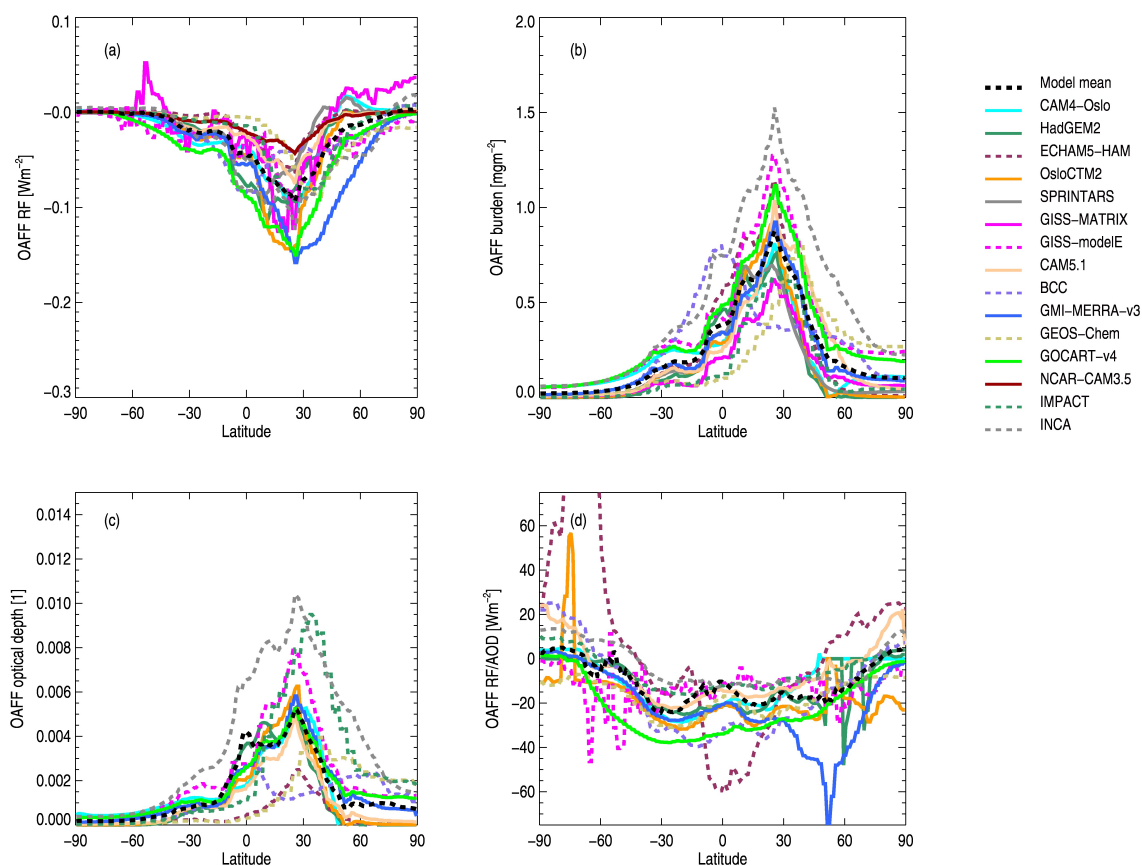 (a)
OAFF RF [Wm−2]
0.1
−0.0
−0.1
−0.2
−0.3
−90 −60 −30 0 30 60 90
Latitude
(b)
OAFF burden [mgm−2]
2.0
1.5
1.0
0.5
0.0
−90 −60 −30 0 30 60 90
Latitude
Model mean
CAM4−Oslo
HadGEM2
ECHAM5−HAM
OsloCTM2
SPRINTARS
GISS−MATRIX
GISS−modelE
CAM5.1
BCC
GMI−MERRA−v3
GEOS−Chem
GOCART−v4
NCAR−CAM3.5
IMPACT
INCA
(c)
OAFF optical depth [1]
0.014
0.012
0.010
0.008
0.006
0.004
0.002
0.000
−90 −60 −30 0 30 60 90
Latitude
(d)
OAFF RF/AOD [Wm−2]
60
40
20
0
−20
−40
−60
−90 −60 −30 0 30 60 90
Latitude